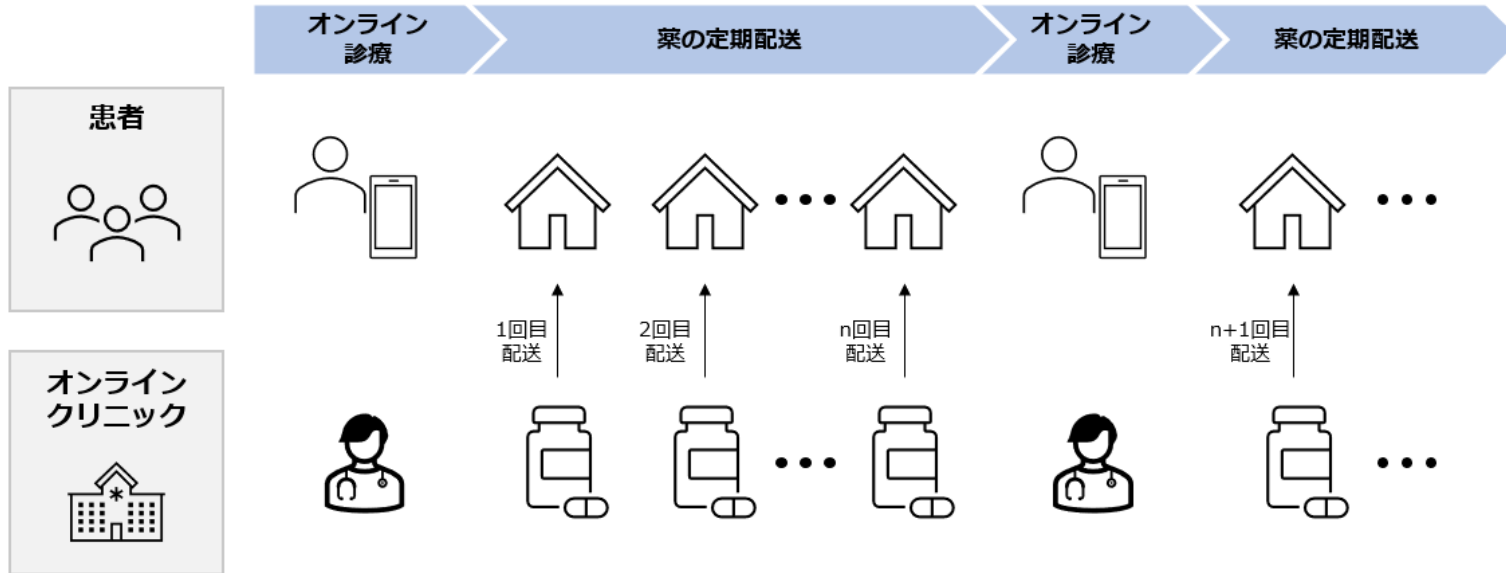 オンライン
診療
薬の定期配送
オンライン
診療
薬の定期配送
患者
1回目
配送
2回目
配送
n回目
配送
n+1回目
配送
オンライン
クリニック